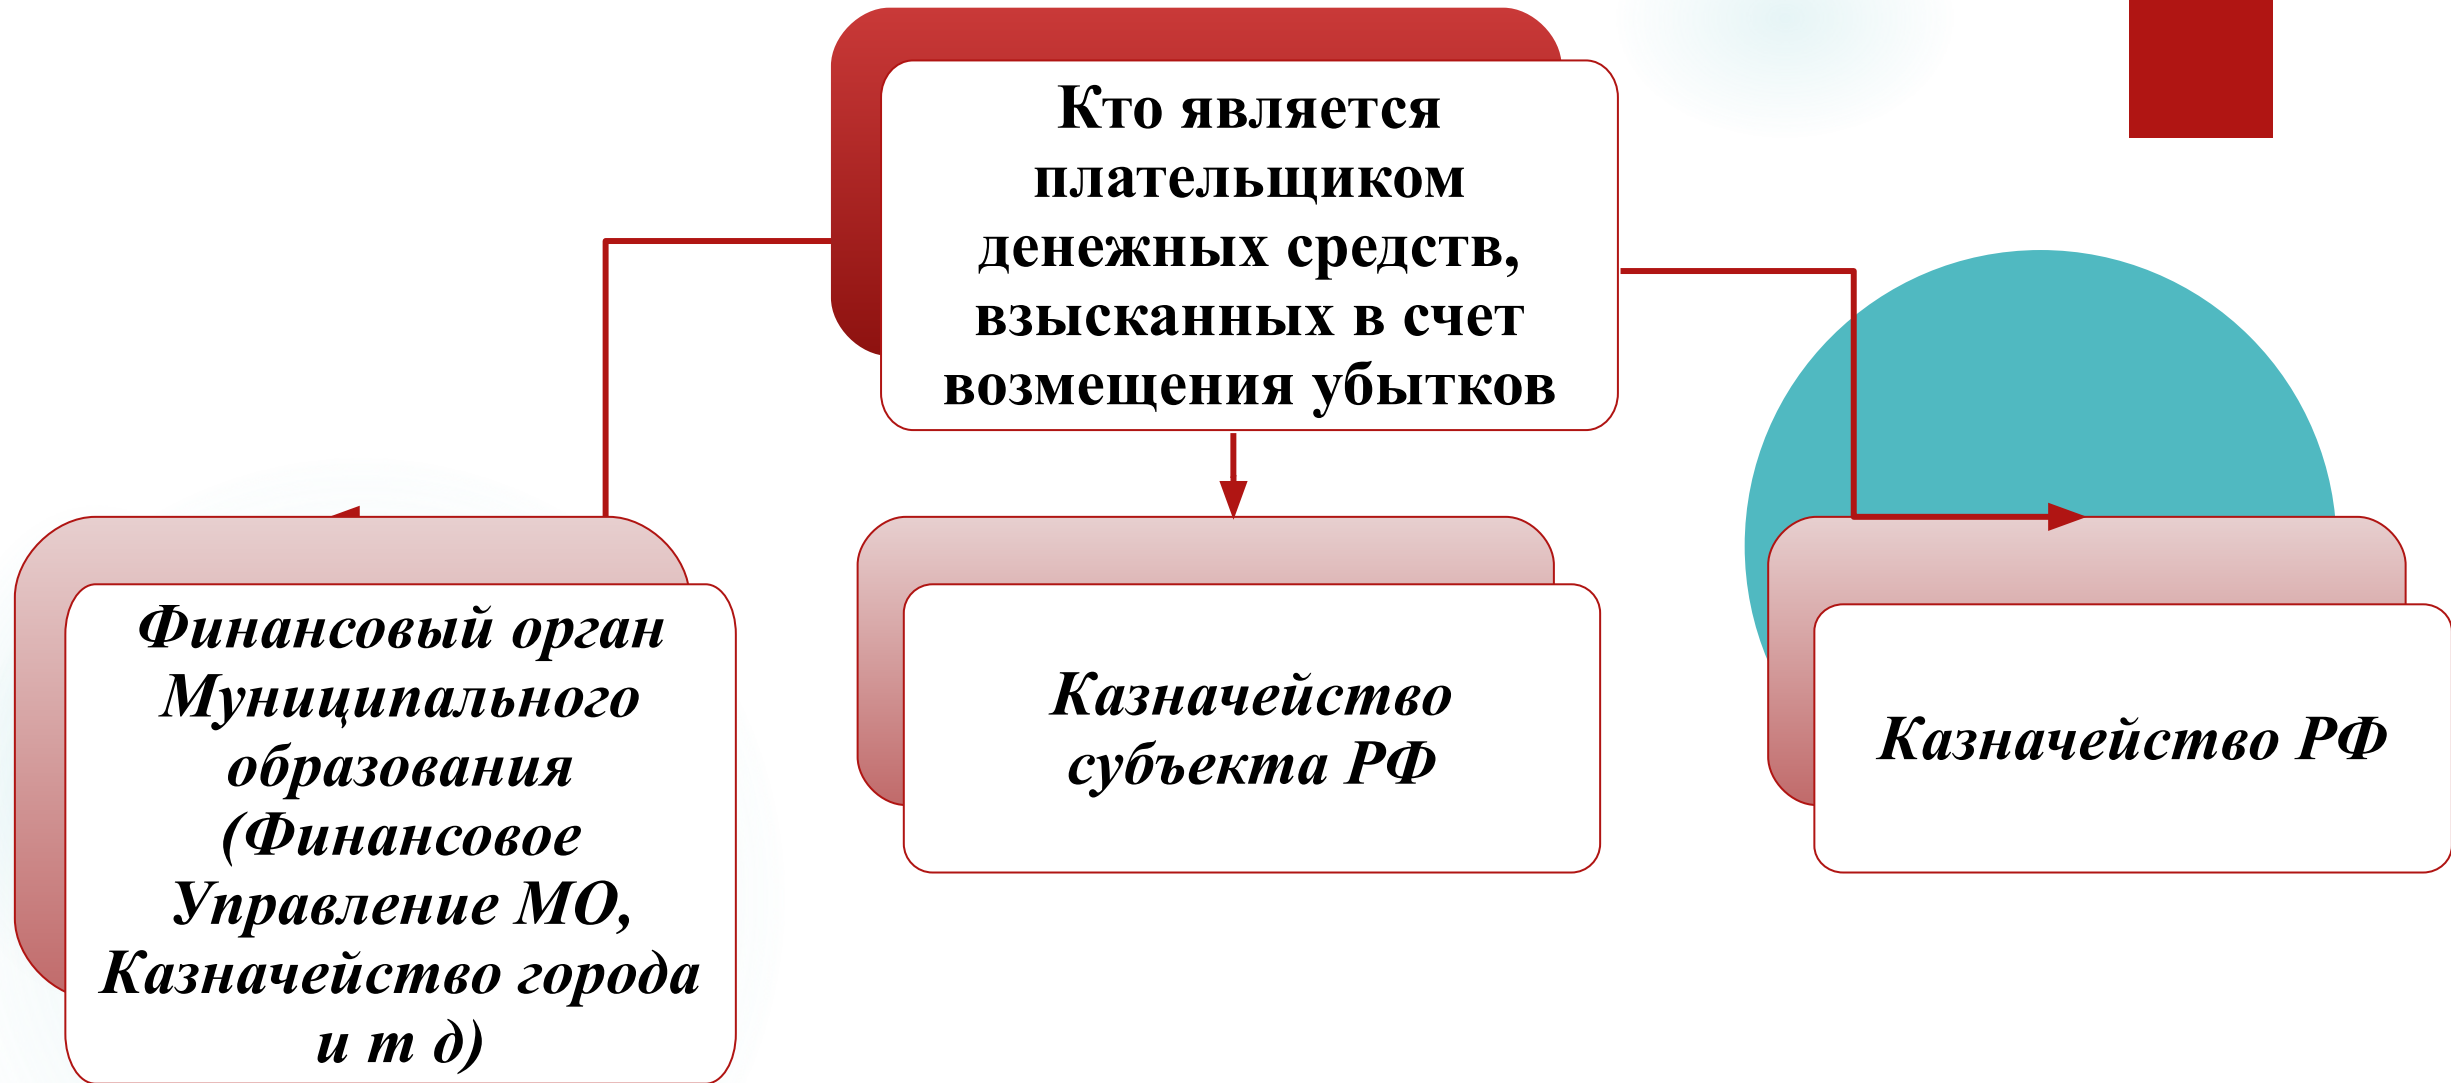 Кто является
плательщиком
денежных средств,
взысканных в счет
возмещения убытков
Финансовый орган
Муниципального
образования
(Финансовое
Управление МО,
Казначейство города
и т д)
Казначейство
субъекта РФ
Казначейство РФ